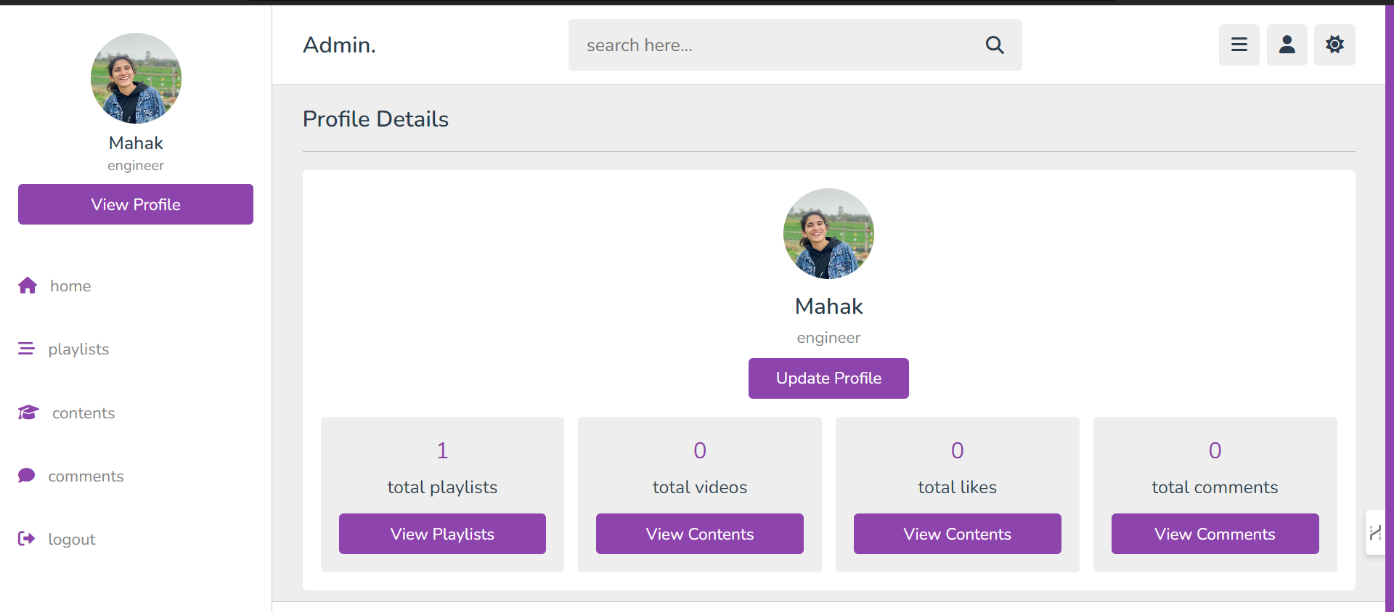 Mahak
engineer
View Profile
home
playlists
contents
comments
logout
Admin.
search here...
Profile Details
Mahak
engineer
Update Profile
1
total playlists
View Playlists
0
total videos
View Contents
0
total likes
View Contents
0
total comments
View Comments